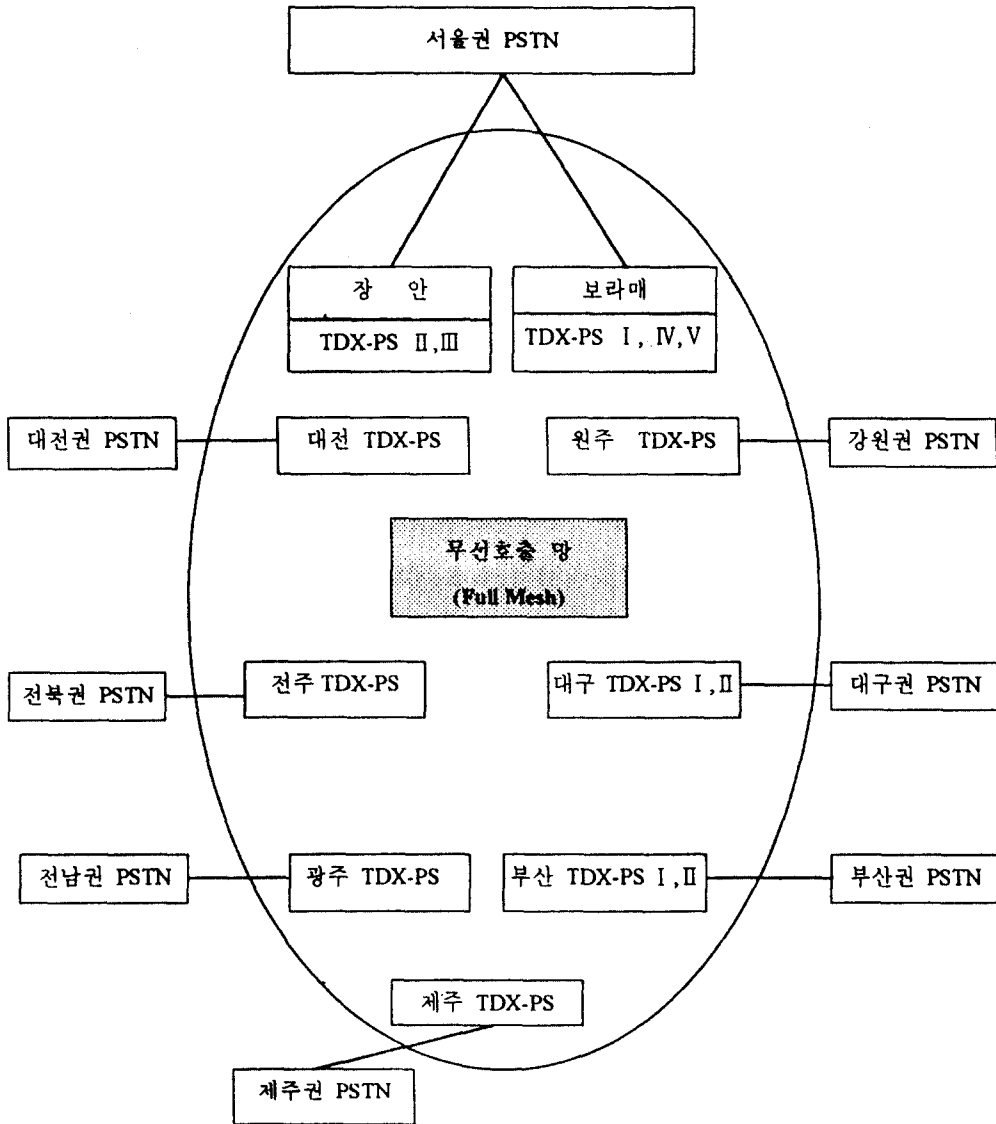 서울권 PSTN
장 안
TDX-PS Ⅱ,Ⅲ
보라매
TDX-PS Ⅰ, Ⅳ,Ⅴ
대전권 PSTN
대전 TDX-PS
원주 TDX-PS
강원권 PSTN
무선호출 망
(Full Mesh)
전북권 PSTN
전주 TDX-PS
대구 TDX-PS Ⅰ,Ⅱ
대구권 PSTN
전남권 PSTN
광주 TDX-PS
부산 TDX-PS Ⅰ,Ⅱ
부산권 PSTN
제주 TDX-PS
제주권 PSTN